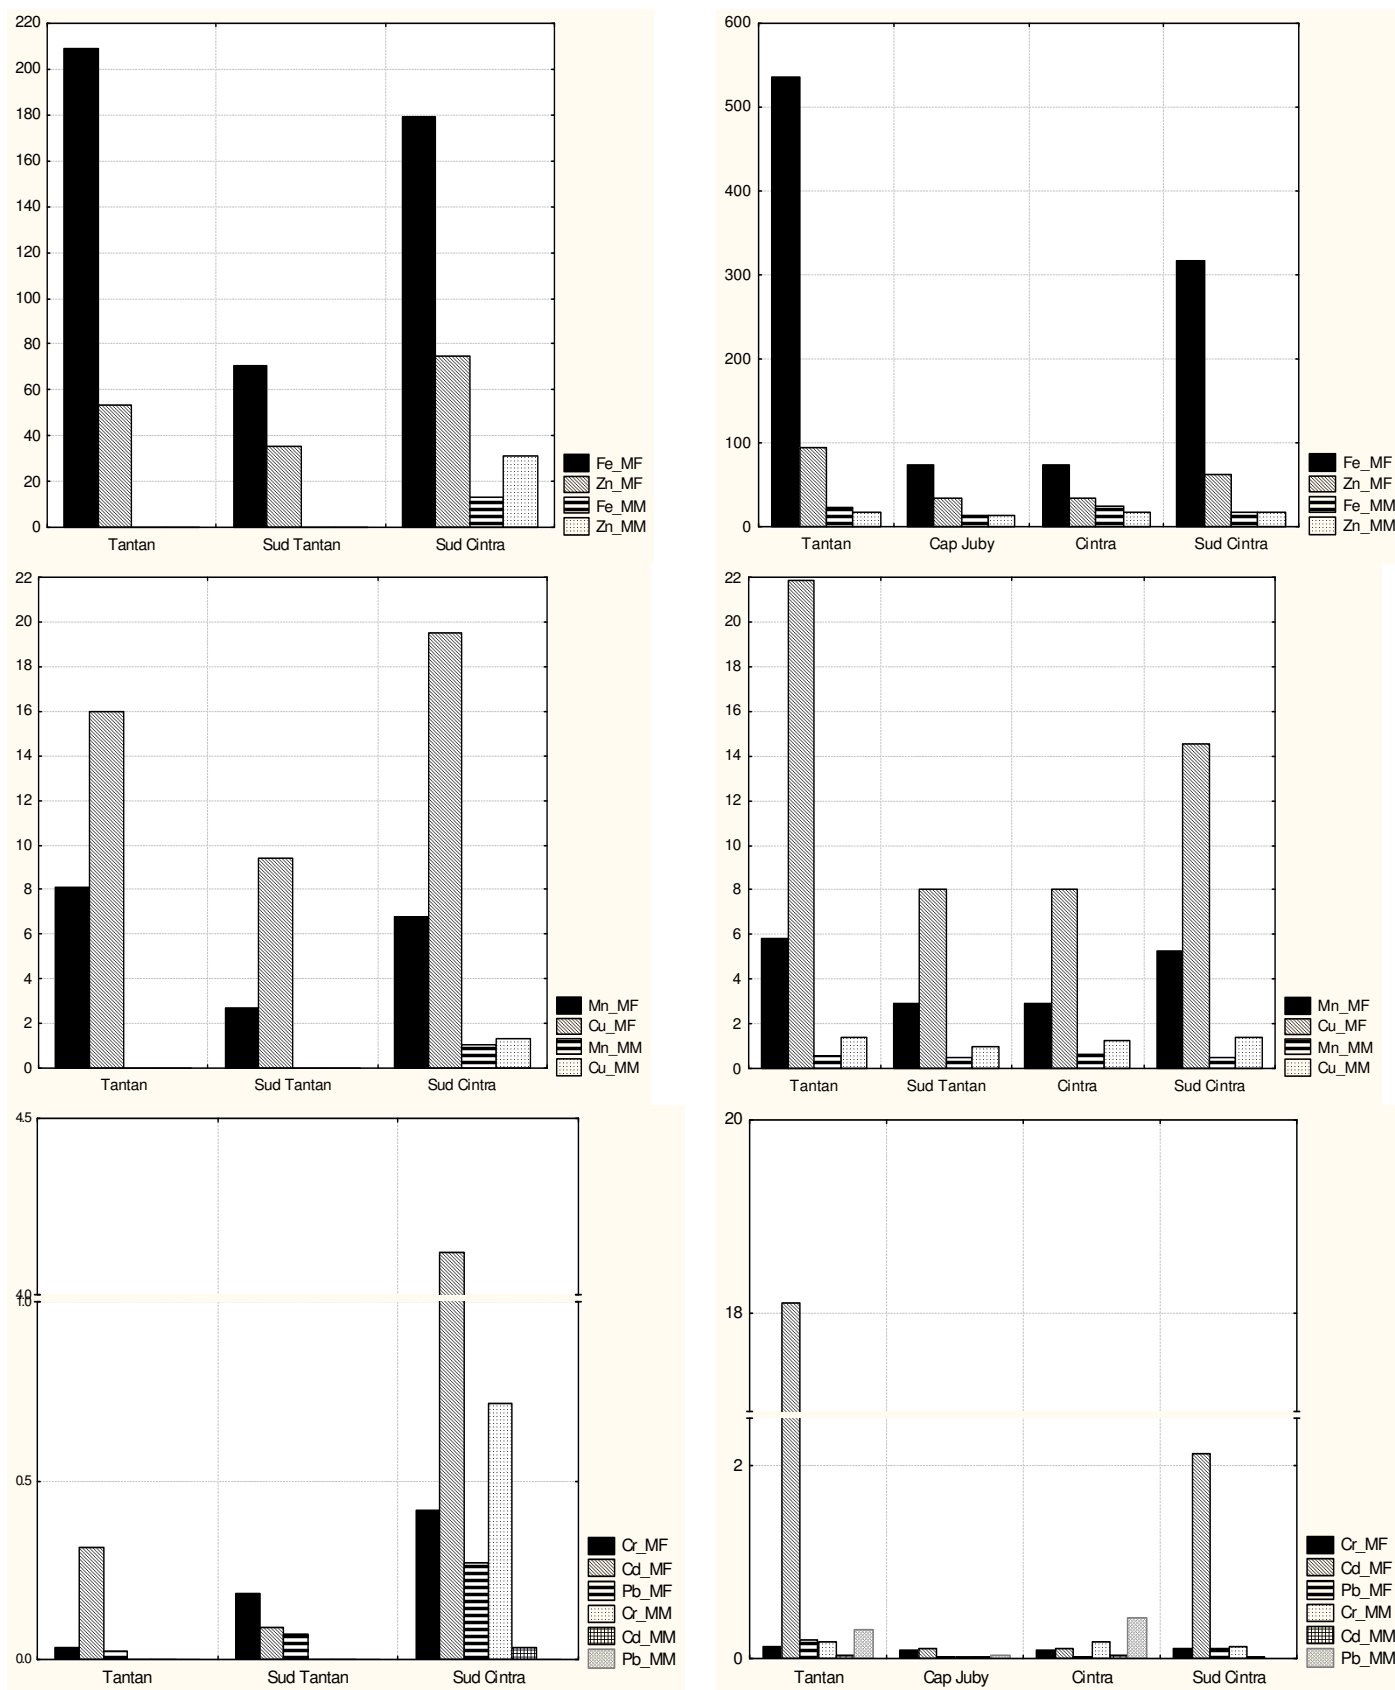 220
200
180
160
140
120
100
80
60
40
20
0
Tantan Sud Tantan Sud Cintra
Fe_MF
Zn_MF
Fe_MM
Zn_MM
600
500
400
300
200
100
0
Tantan Cap Juby Cintra Sud Cintra
Fe_MF
Zn_MF
Fe_MM
Zn_MM
22
20
18
16
14
12
10
8
6
4
2
0
Tantan Sud Tantan Sud Cintra
Mn_MF
Cu_MF
Mn_MM
Cu_MM
22
20
18
16
14
12
10
8
6
4
2
0
Tantan Sud Tantan Cintra Sud Cintra
Mn_MF
Cu_MF
Mn_MM
Cu_MM
4.5
4.0
1.0
0.5
0.0
Tantan Sud Tantan Sud Cintra
Cr_MF
Cd_MF
Pb_MF
Cr_MM
Cd_MM
Pb_MM
20
18
2
0
Tantan Cap Juby Cintra Sud Cintra
Cr_MF
Cd_MF
Pb_MF
Cr_MM
Cd_MM
Pb_MM